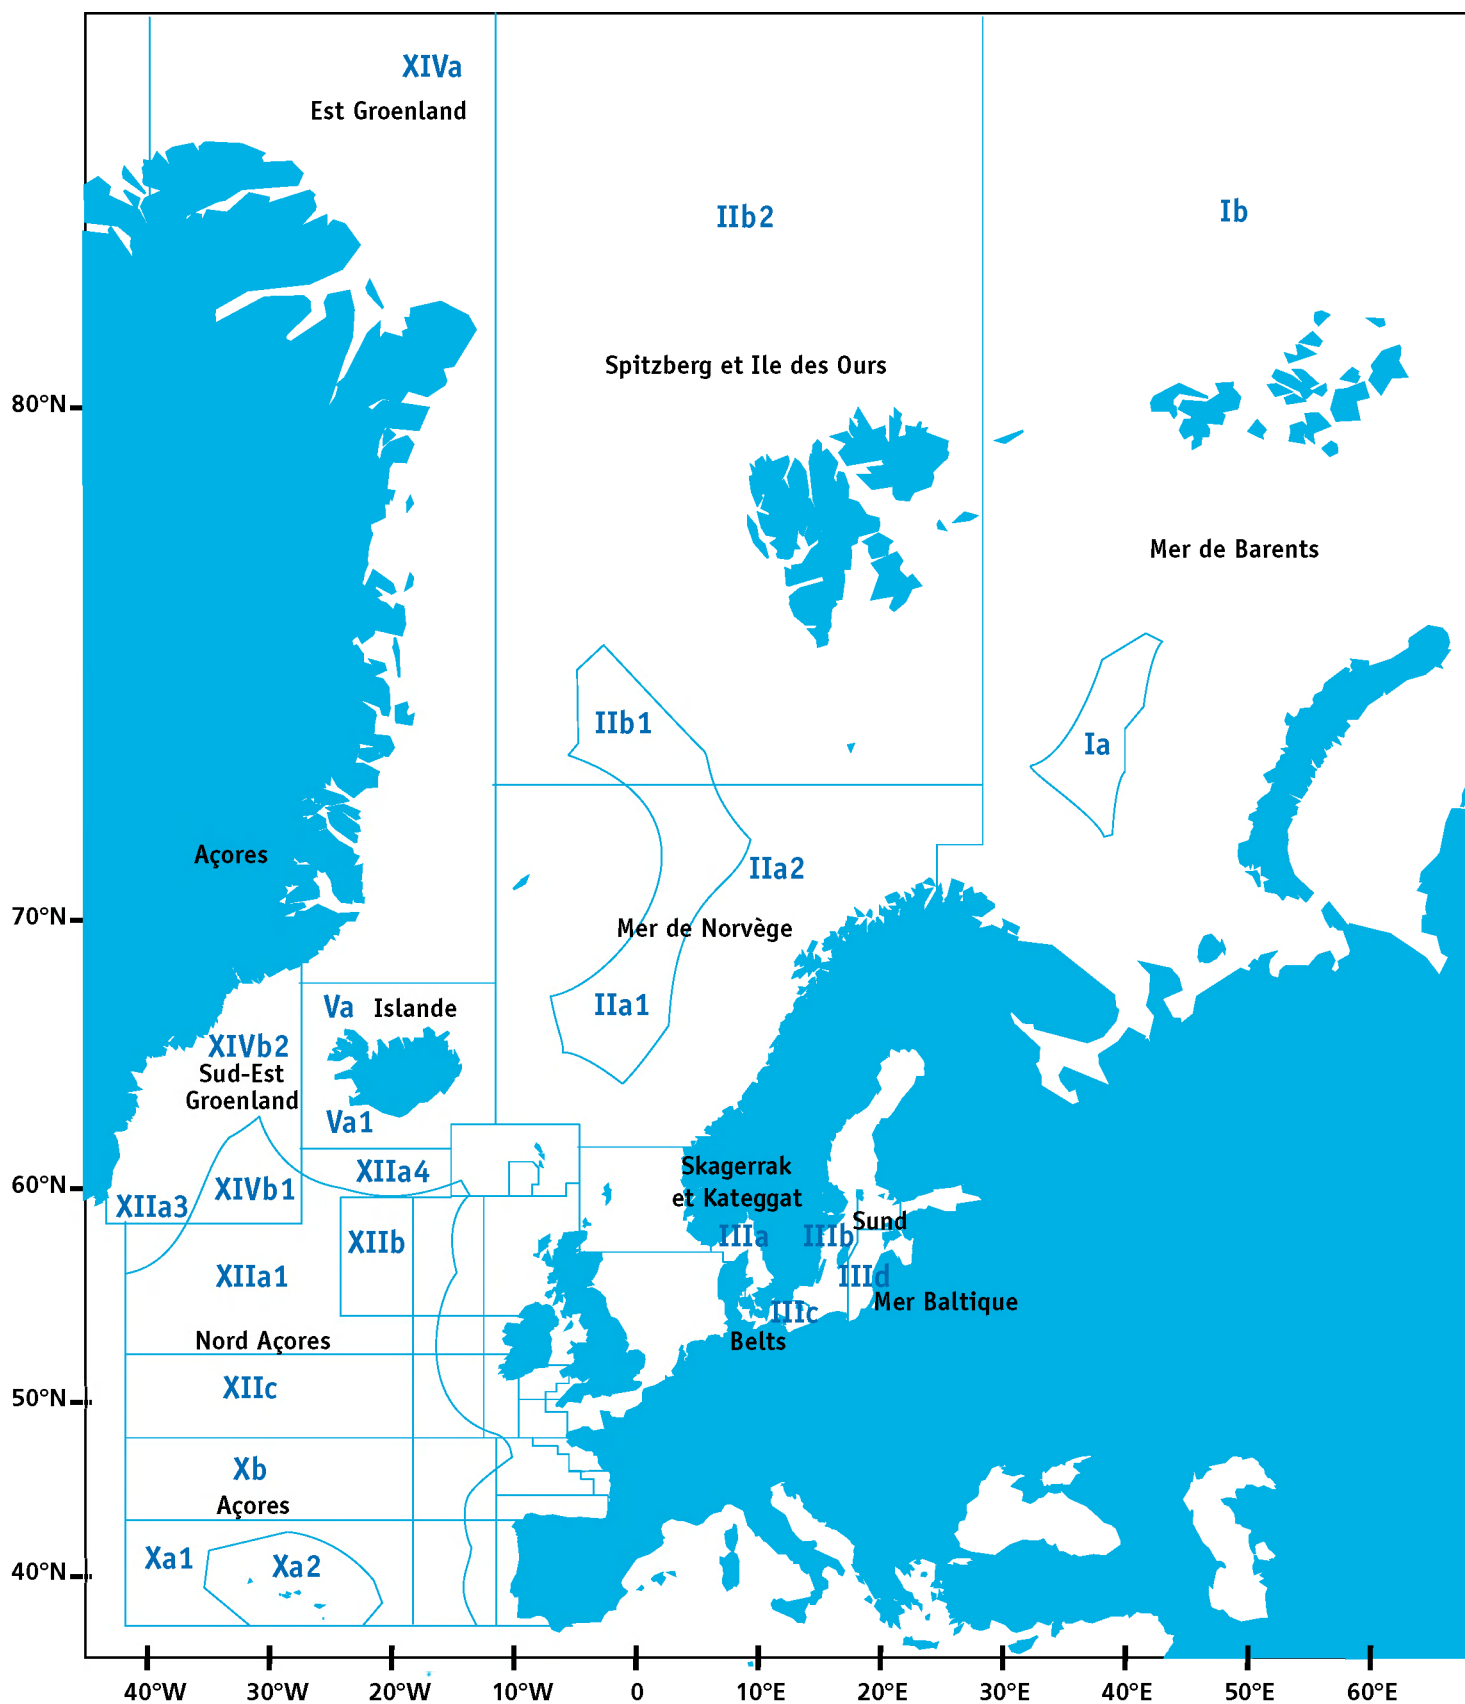 XIVa
Est Groenland
IIb2
Ib
Spitzberg et Ile des Ours
80°N
Mer de Barents
IIb1
Ia
Açores
IIa2
70°N
Mer de Norvège
Va
Islande
IIa1
XIVb2
Sud-Est
Groenland
Va1
Skagerrak
et Kateggat
XIIa4
60°N
XIVb1
XIIa3
Sund
IIIa
IIIb
XIIb
XIIa1
IIId
Mer Baltique
IIIc
Nord Açores
Belts
XIIc
50°N
Xb
Açores
Xa1
Xa2
40°N
40°W
30°W
20°W
10°W
0
10°E
20°E
30°E
40°E
50°E
60°E